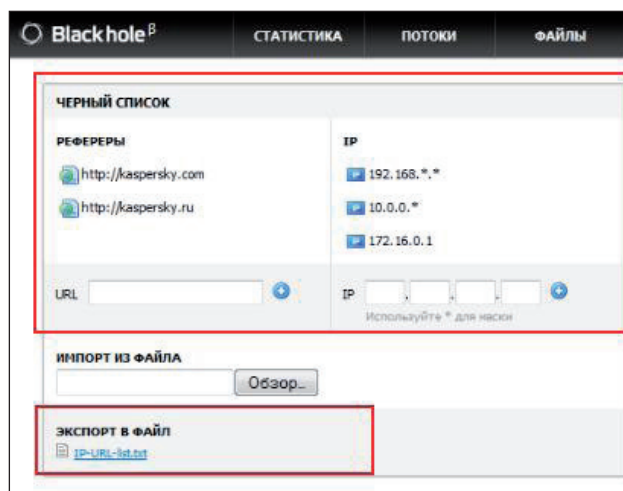 Blackhole β СТАТИСТИКА ПОТОКИ ФАЙЛЫ
ЧЕРНЫЙ СПИСОК
РЕФЕРЕРЫ
http://kaspersky.com
http://kaspersky.ru
URL
IP
192.168.*.*
10.0.0.*
172.16.0.1
IP . . .
Используйте * для маски
ИМПОРТ ИЗ ФАЙЛА
Обзор...
ЭКСПОРТ В ФАЙЛ
IP-URL-list.txt